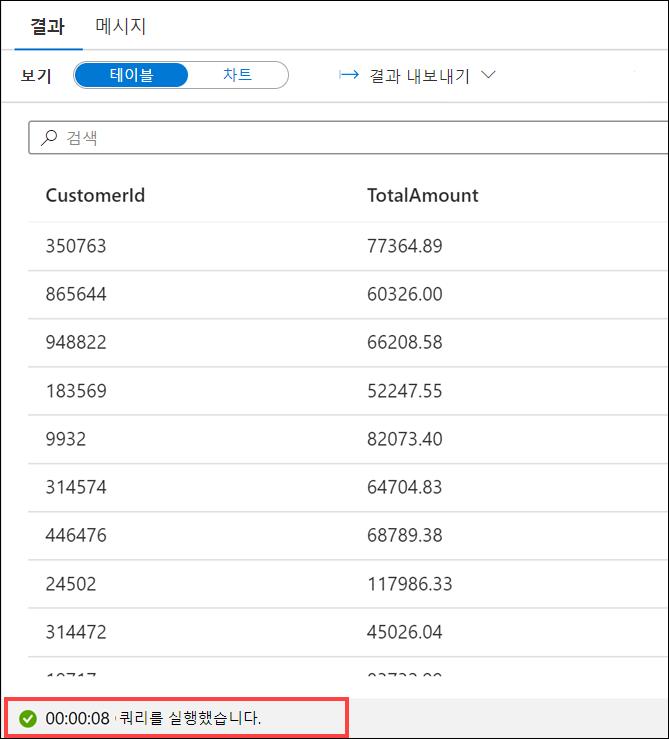 결과 메시지
보기 테이블 차트 결과 내보내기
검색
CustomerId TotalAmount
350763 77364.89
865644 60326.00
948822 66208.58
183569 52247.55
9932 82073.40
314574 64704.83
446476 68789.38
24502 117986.33
314472 45026.04
00:00:08 쿼리를 실행했습니다.